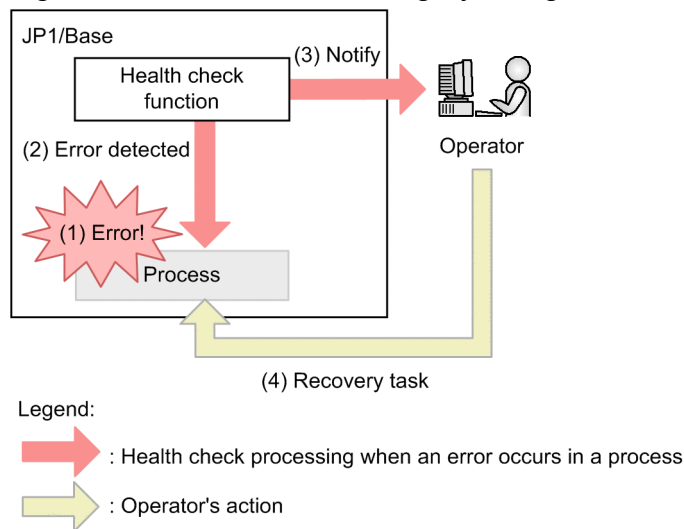 JP1/Base
(3) Notify
Health check
function
(2) Error detected
Operator
(1) Error!
Process
(4) Recovery task
Legend:
: Health check processing when an error occurs in a process
: Operator's action